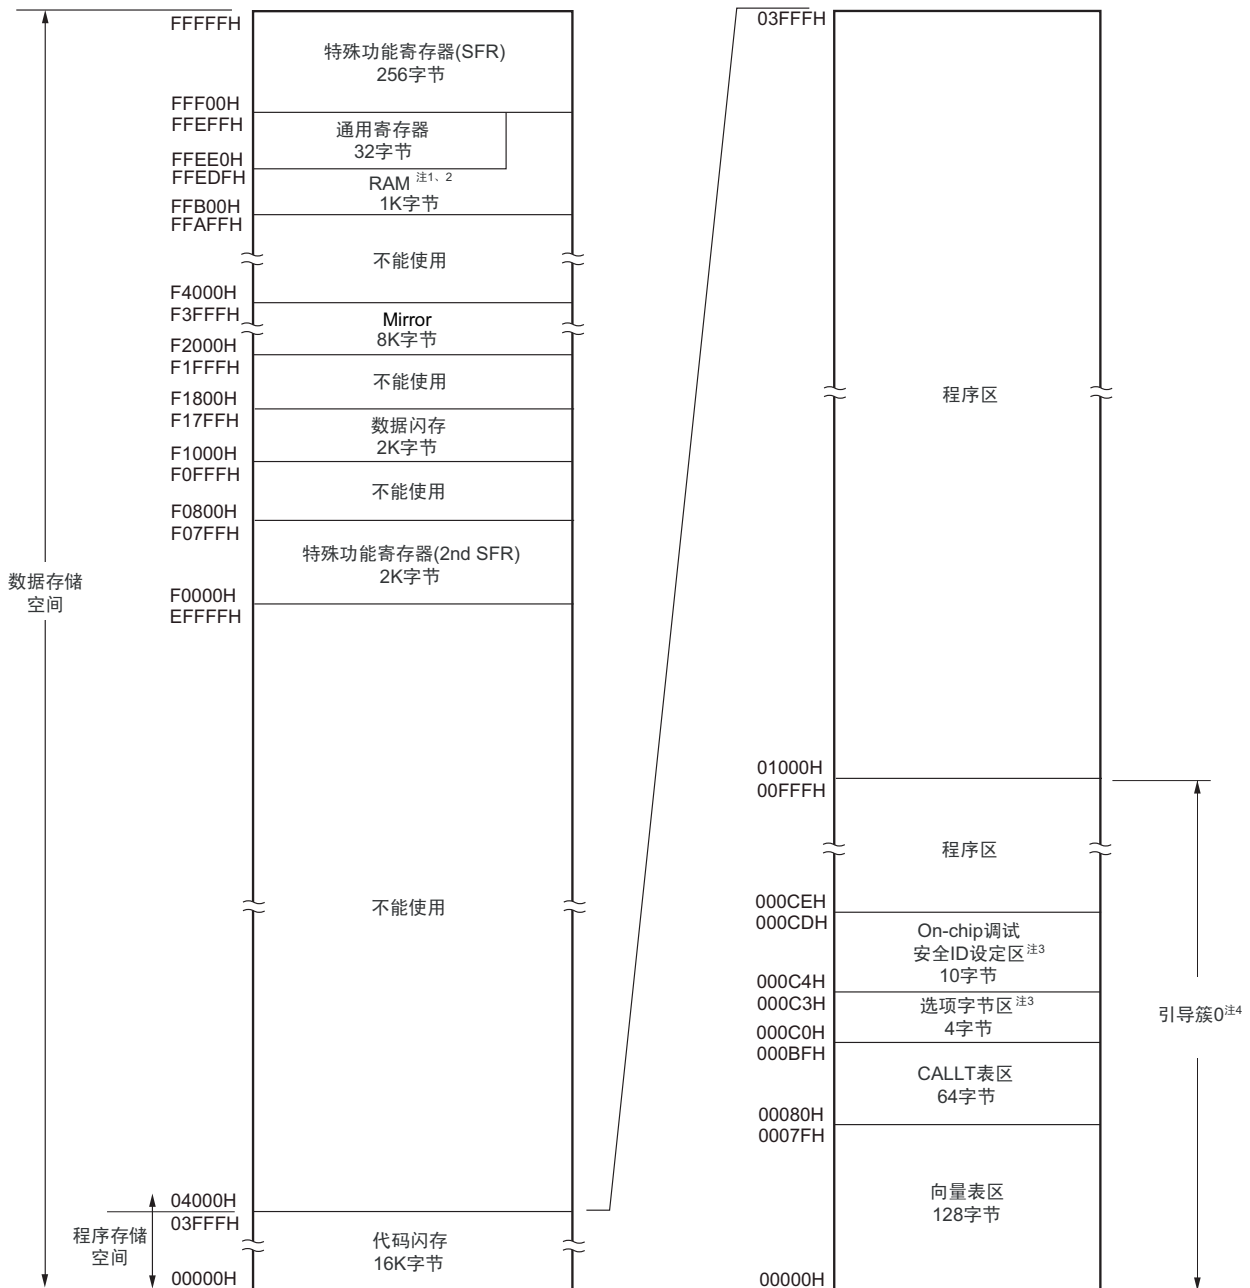 FFFFFH
特殊功能寄存器(SFR)
256字节
FFF00H
FFEFFH
通用寄存器
32字节
FFEE0H
FFEDFH
RAM 注1、2
1K字节
FFB00H
FFAFFH
不能使用
F4000H
F3FFFH
Mirror
8K字节
F2000H
F1FFFH
不能使用
F1800H
F17FFH
数据闪存
2K字节
F1000H
F0FFFH
不能使用
F0800H
F07FFH
特殊功能寄存器(2nd SFR)
2K字节
F0000H
EFFFFH
数据存储
空间
不能使用
04000H
03FFFH
程序存储
空间
代码闪存
16K字节
00000H
03FFFH
程序区
01000H
00FFFH
程序区
000CEH
000CDH
On-chip调试
安全ID设定区注3
10字节
000C4H
000C3H
选项字节区注3
4字节
000C0H
000BFH
CALLT表区
64字节
00080H
0007FH
向量表区
128字节
00000H
引导簇0注4